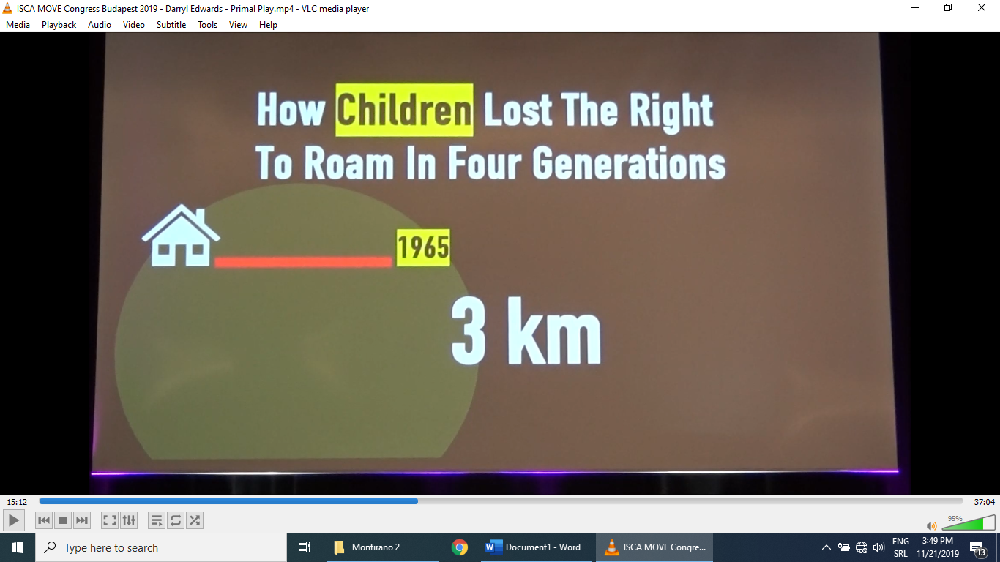 ISCA MOVE Congress Budapest 2019 - Darryl Edwards - Primal Play.mp4 - VLC media player
Media Playback Audio Video Subtitle Tools View Help
How Children Lost The Right
To Roam In Four Generations
1965
3 km
15:12
37:04
95%
Type here to search
Montirano 2
Document1 - Word
ISCA MOVE Congre...
ENG
SRL
3:49 PM
11/21/2019
13